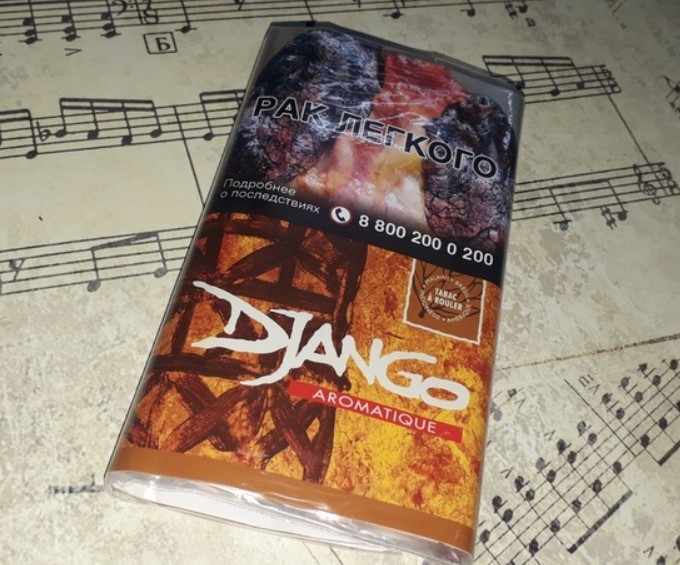 Б
РАК ЛЕГКОГО
Подробнее
о последствиях
8 800 200 0 200
TABAC
À ROULER
DJANGO
AROMATIQUE